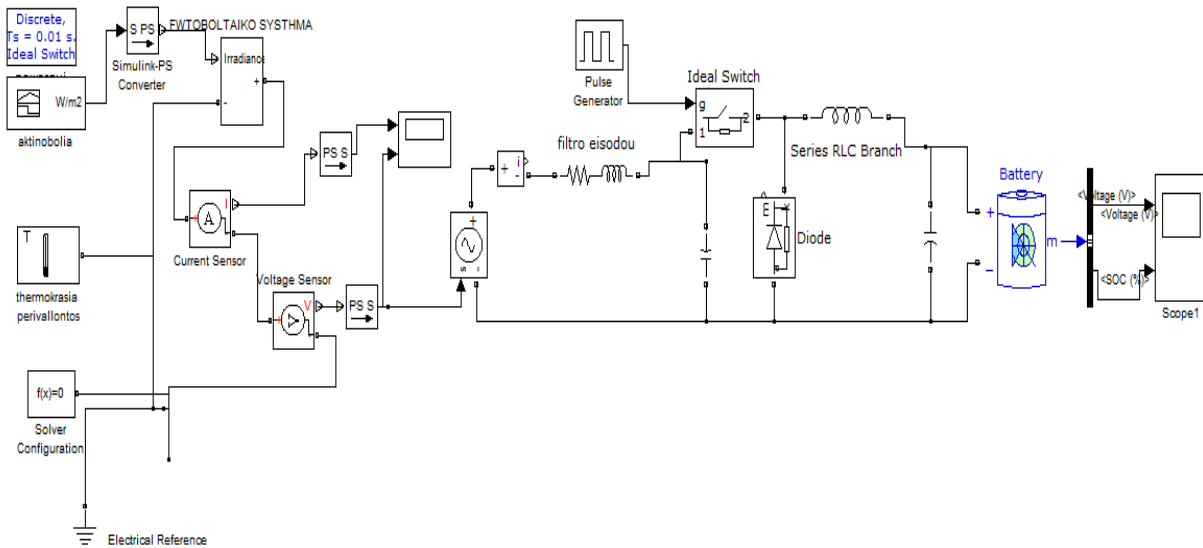 Discrete,
Ts = 0.01 s.
Ideal Switch
S PS
Simulink-PS
Converter
FWTOBOLTAIKO SYSTHMA
Irradiance
+
-
W/m2
aktinobolia
T
thermokrasia
perivallontos
f(x)=0
Solver
Configuration
Electrical Reference
A
I
+
Current Sensor
Voltage Sensor
V
+
PS S
PS S
+
s
-
+
-
i
filtro eisodou
Pulse
Generator
Ideal Switch
g
1
2
Series RLC Branch
E
Diode
Battery
+
-
m
<Voltage (V)>
<Voltage (V)>
<SOC (%)>
Scope1